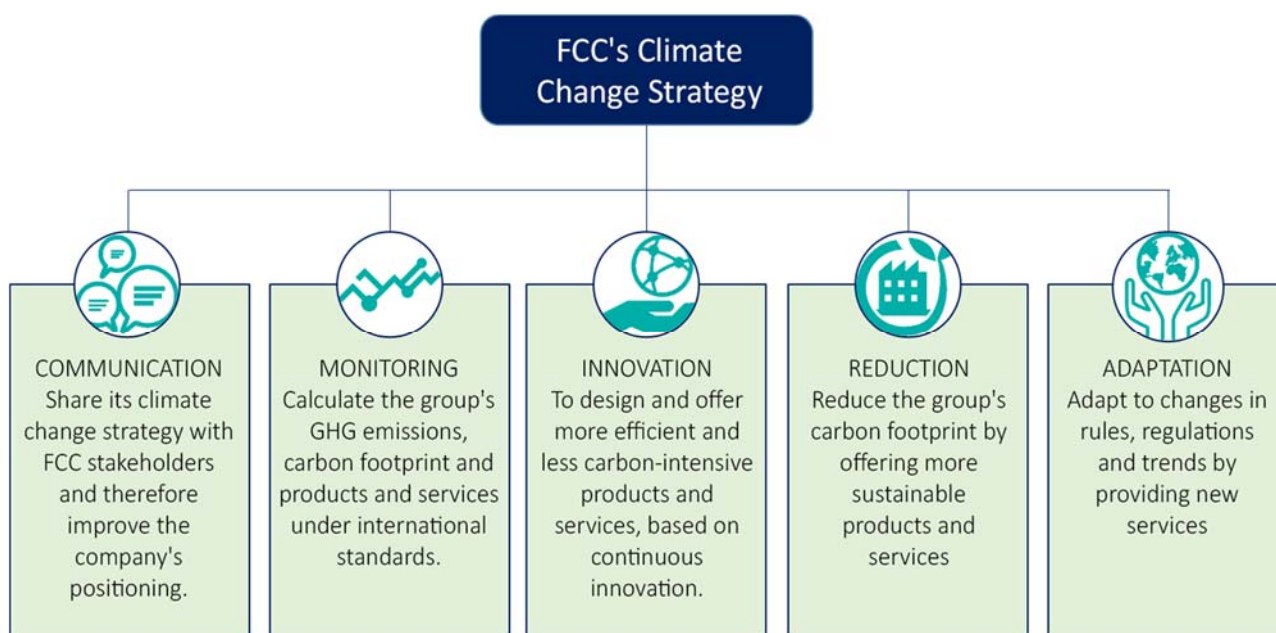 FCC's Climate
Change Strategy
COMMUNICATION
Share its climate
change strategy with
FCC stakeholders
and therefore
improve the
company's
positioning.
MONITORING
Calculate the group's
GHG emissions,
carbon footprint and
products and services
under international
standards.
INNOVATION
To design and offer
more efficient and
less carbon-intensive
products and
services, based on
continuous
innovation.
REDUCTION
Reduce the group's
carbon footprint by
offering more
sustainable
products and
services
ADAPTATION
Adapt to changes in
rules, regulations
and trends by
providing new
services